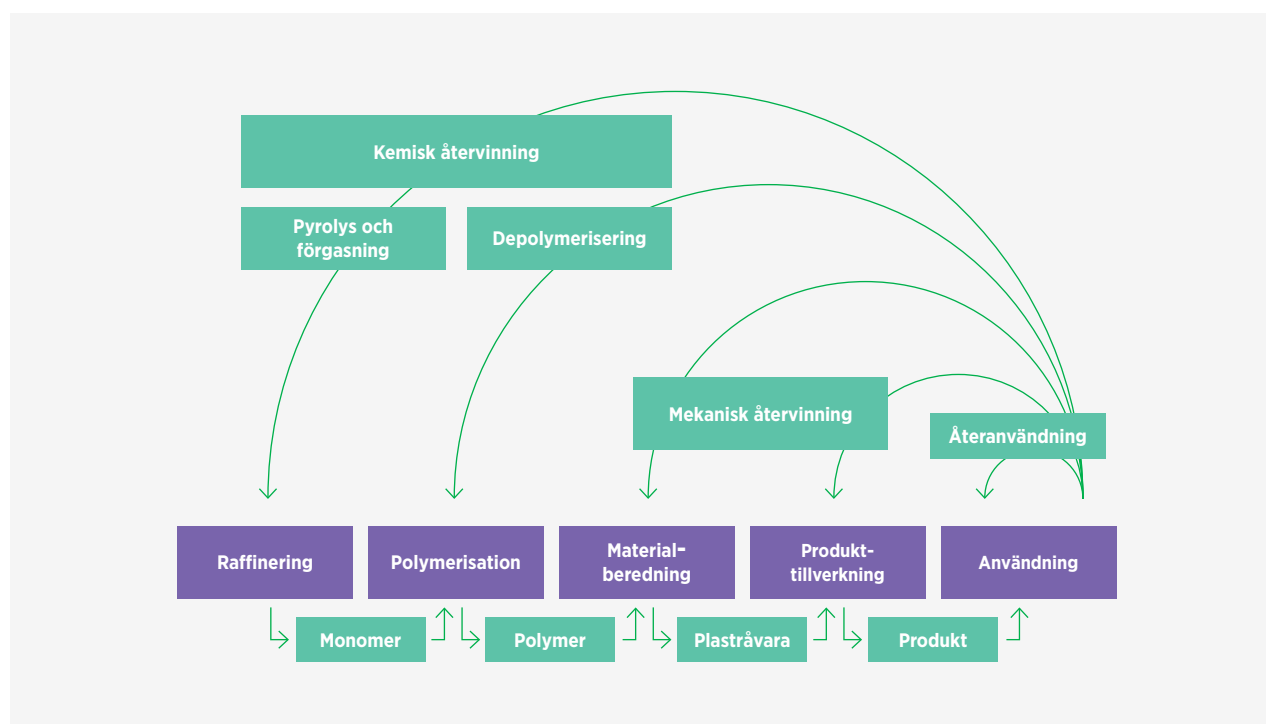 Kemisk återvinning
Pyrolys och
förgasning
Depolymerisering
Mekanisk återvinning
Återanvändning
Raffinering
Polymerisation
Material-
beredning
Produkt-
tillverkning
Användning
Monomer
Polymer
Plastråvara
Produkt